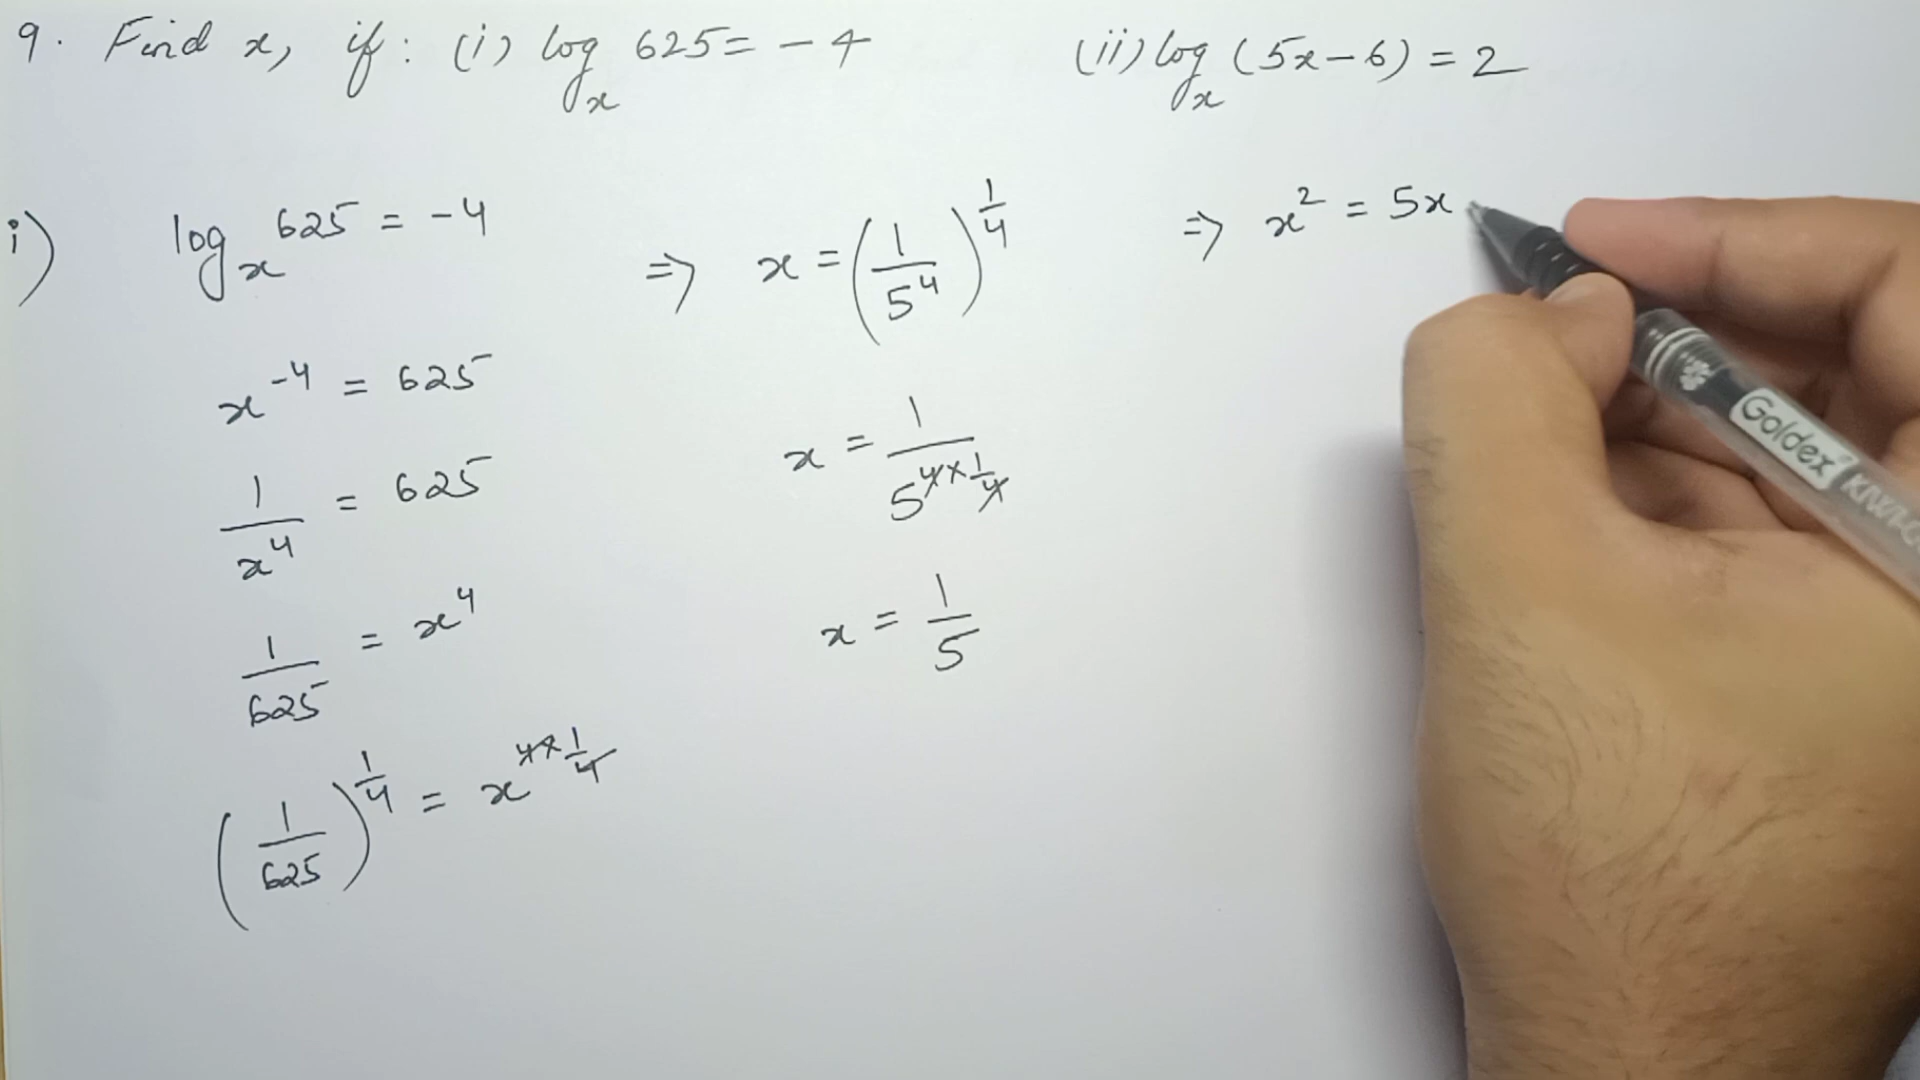 9. Find x, if: (i) log_x 625 = -4 (ii) log_x (5x-6) = 2
i) log_x 625 = -4
x^-4 = 625
1/x^4 = 625
1/625 = x^4
(1/625)^1/4 = x^4×1/4
⇒ x = (1/5^4)^1/4
x = 1/5^4×1/4
x = 1/5
⇒ x² = 5x
Goldex